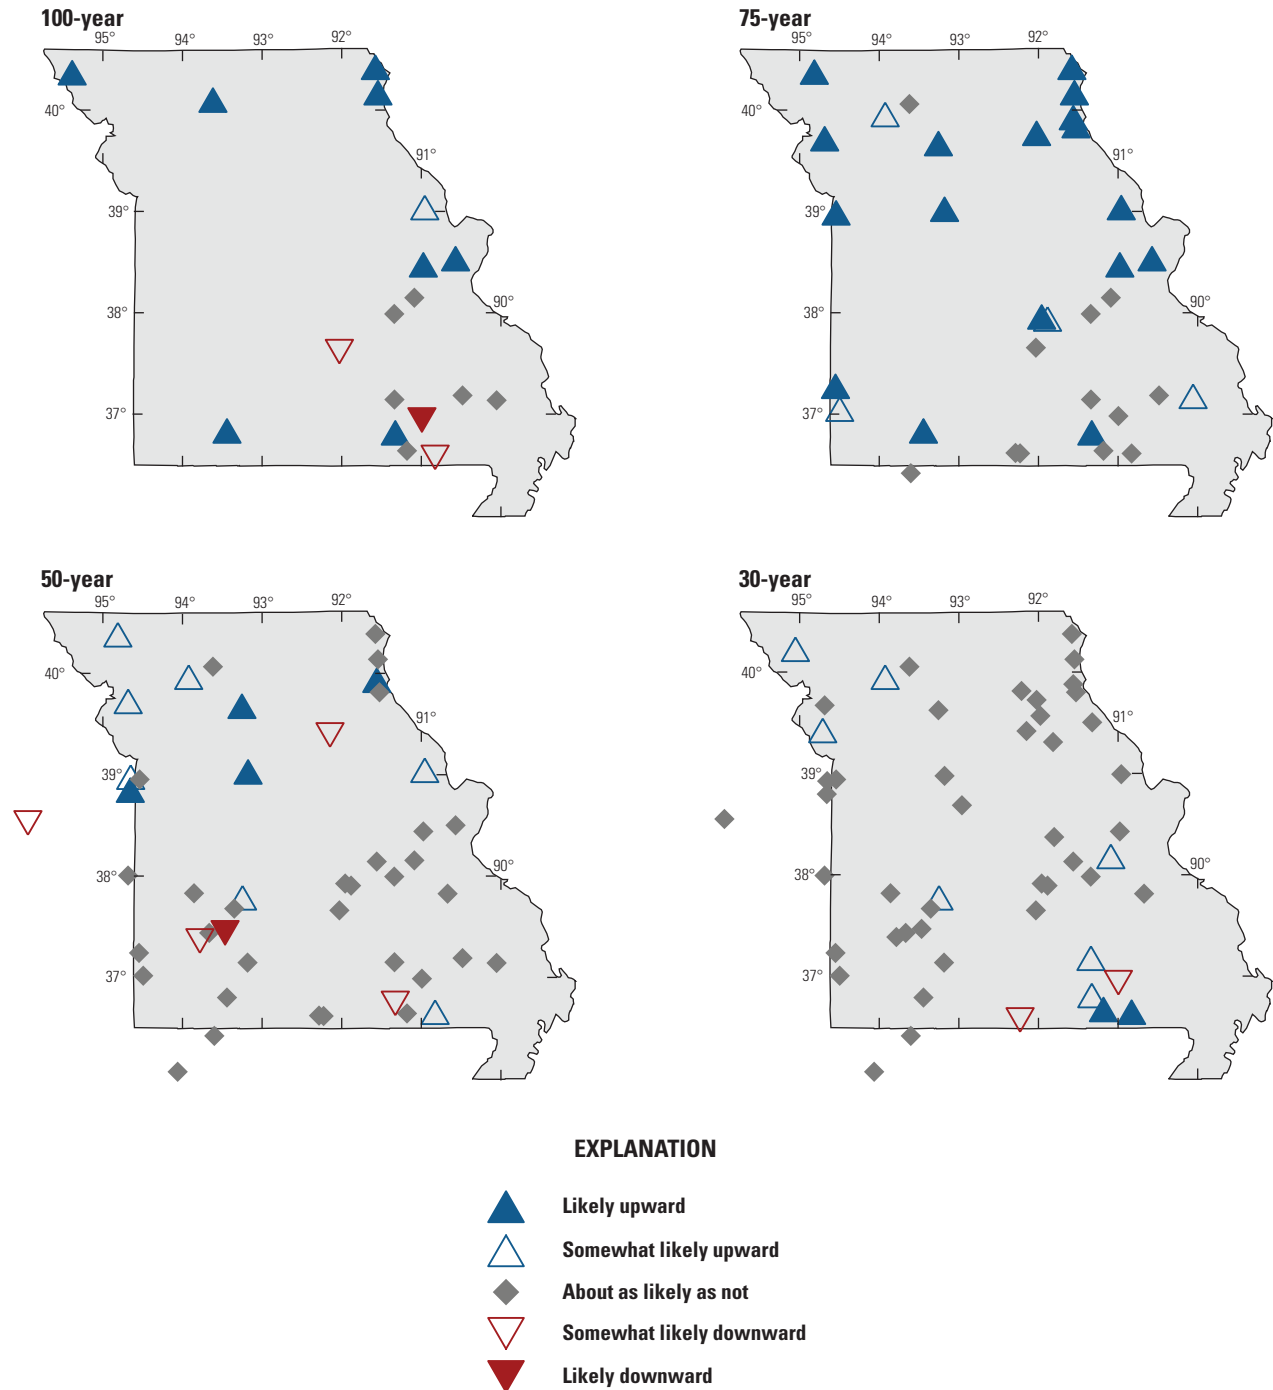 100-year
95° 94° 93° 92°
40°
91°
39°
38°
90°
37°
75-year
95° 94° 93° 92°
40°
91°
39°
38°
90°
37°
50-year
95° 94° 93° 92°
40°
91°
39°
38°
90°
37°
30-year
95° 94° 93° 92°
40°
91°
39°
38°
90°
37°
EXPLANATION
Likely upward
Somewhat likely upward
About as likely as not
Somewhat likely downward
Likely downward